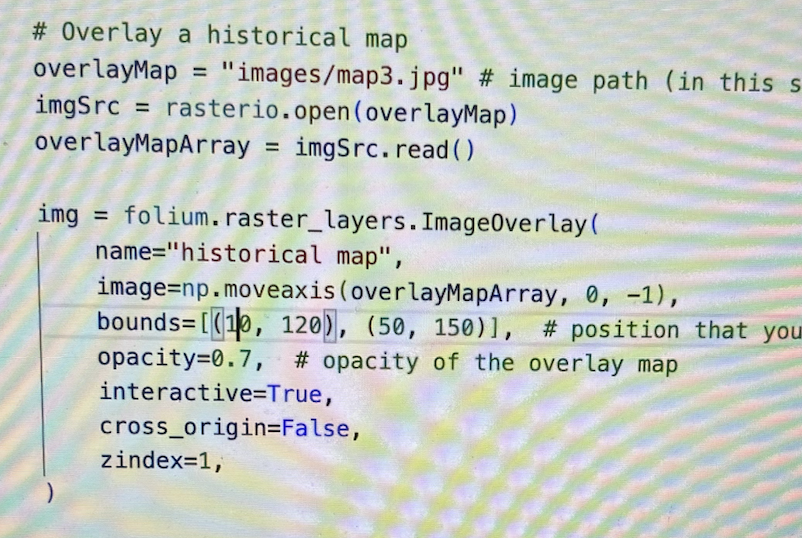 # Overlay a historical map
overlayMap = "images/map3.jpg" # image path (in this s
imgSrc = rasterio.open(overlayMap)
overlayMapArray = imgSrc.read()
img = folium.raster_layers.ImageOverlay(
name="historical map",
image=np.moveaxis(overlayMapArray, 0, -1),
bounds=[(10, 120), (50, 150)],  # position that you
opacity=0.7,  # opacity of the overlay map
interactive=True,
cross_origin=False,
zindex=1,
)